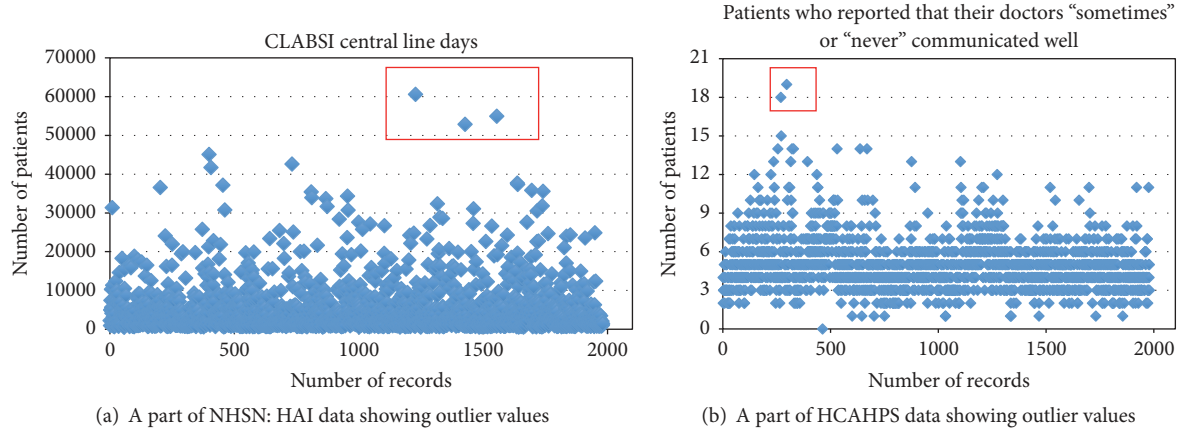 CLABSI central line days
Number of patients
70000
60000
50000
40000
30000
20000
10000
0
0 500 1000 1500 2000
Number of records
(a) A part of NHSN: HAI data showing outlier values
Patients who reported that their doctors “sometimes”
or “never” communicated well
Number of patients
21
18
15
12
9
6
3
0
0 500 1000 1500 2000
Number of records
(b) A part of HCAHPS data showing outlier values